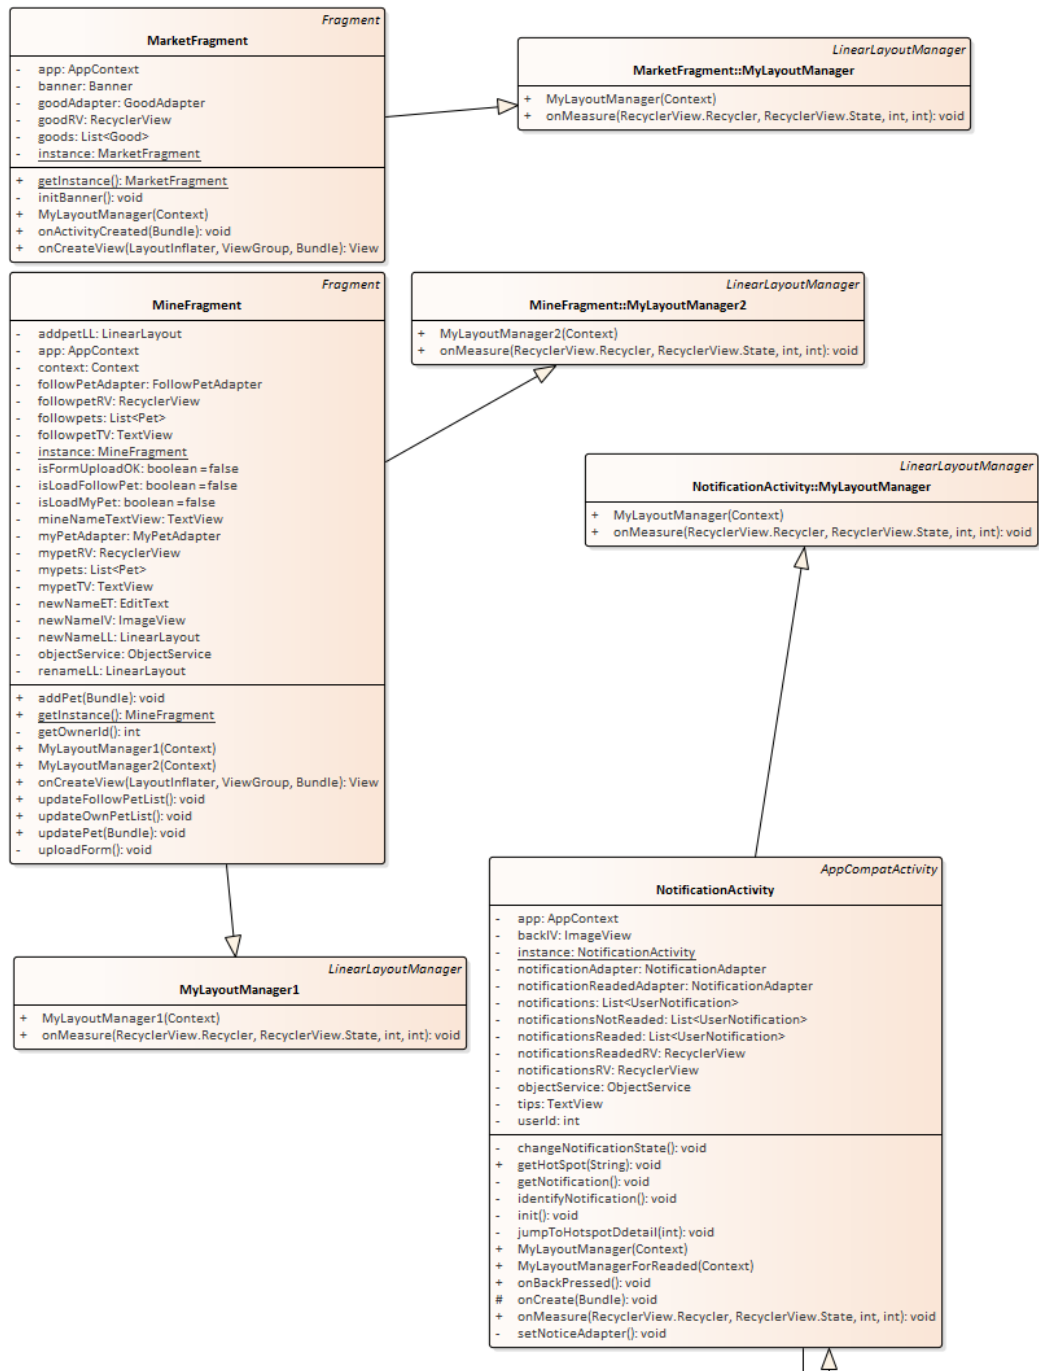 Fragment
MarketFragment
- app: AppContext
- banner: Banner
- goodAdapter: GoodAdapter
- goodRV: RecyclerView
- goods: List<Good>
- instance: MarketFragment
+ getInstance(): MarketFragment
- initBanner(): void
+ MyLayoutManager(Context)
+ onActivityCreated(Bundle): void
+ onCreateView(LayoutInflater, ViewGroup, Bundle): View
LinearLayoutManager
MarketFragment::MyLayoutManager
+ MyLayoutManager(Context)
+ onMeasure(RecyclerView.Recycler, RecyclerView.State, int, int): void
Fragment
MineFragment
- addpetLL: LinearLayout
- app: AppContext
- context: Context
- followPetAdapter: FollowPetAdapter
- followpetRV: RecyclerView
- followpets: List<Pet>
- followpetTV: TextView
- instance: MineFragment
- isFormUploadOK: boolean = false
- isLoadFollowPet: boolean = false
- isLoadMyPet: boolean = false
- mineNameTextView: TextView
- myPetAdapter: MyPetAdapter
- mypetRV: RecyclerView
- mypets: List<Pet>
- mypetTV: TextView
- newNameET: EditText
- newNameIV: ImageView
- newNameLL: LinearLayout
- objectService: ObjectService
- renameLL: LinearLayout
+ addPet(Bundle): void
+ getInstance(): MineFragment
- getOwnerId(): int
+ MyLayoutManager1(Context)
+ MyLayoutManager2(Context)
+ onCreateView(LayoutInflater, ViewGroup, Bundle): View
+ updateFollowPetList(): void
+ updateOwnPetList(): void
+ updatePet(Bundle): void
- uploadForm(): void
LinearLayoutManager
MineFragment::MyLayoutManager2
+ MyLayoutManager2(Context)
+ onMeasure(RecyclerView.Recycler, RecyclerView.State, int, int): void
LinearLayoutManager
NotificationActivity::MyLayoutManager
+ MyLayoutManager(Context)
+ onMeasure(RecyclerView.Recycler, RecyclerView.State, int, int): void
LinearLayoutManager
MyLayoutManager1
+ MyLayoutManager1(Context)
+ onMeasure(RecyclerView.Recycler, RecyclerView.State, int, int): void
AppCompatActivity
NotificationActivity
- app: AppContext
- backIV: ImageView
- instance: NotificationActivity
- notificationAdapter: NotificationAdapter
- notificationReadedAdapter: NotificationAdapter
- notifications: List<UserNotification>
- notificationsNotReaded: List<UserNotification>
- notificationsReaded: List<UserNotification>
- notificationsReadedRV: RecyclerView
- notificationsRV: RecyclerView
- objectService: ObjectService
- tips: TextView
- userId: int
- changeNotificationState(): void
+ getHotSpot(String): void
- getNotification(): void
- identifyNotification(): void
- init(): void
- jumpToHotspotDdetail(int): void
+ MyLayoutManager(Context)
+ MyLayoutManagerForReaded(Context)
+ onBackPressed(): void
# onCreate(Bundle): void
+ onMeasure(RecyclerView.Recycler, RecyclerView.State, int, int): void
- setNoticeAdapter(): void